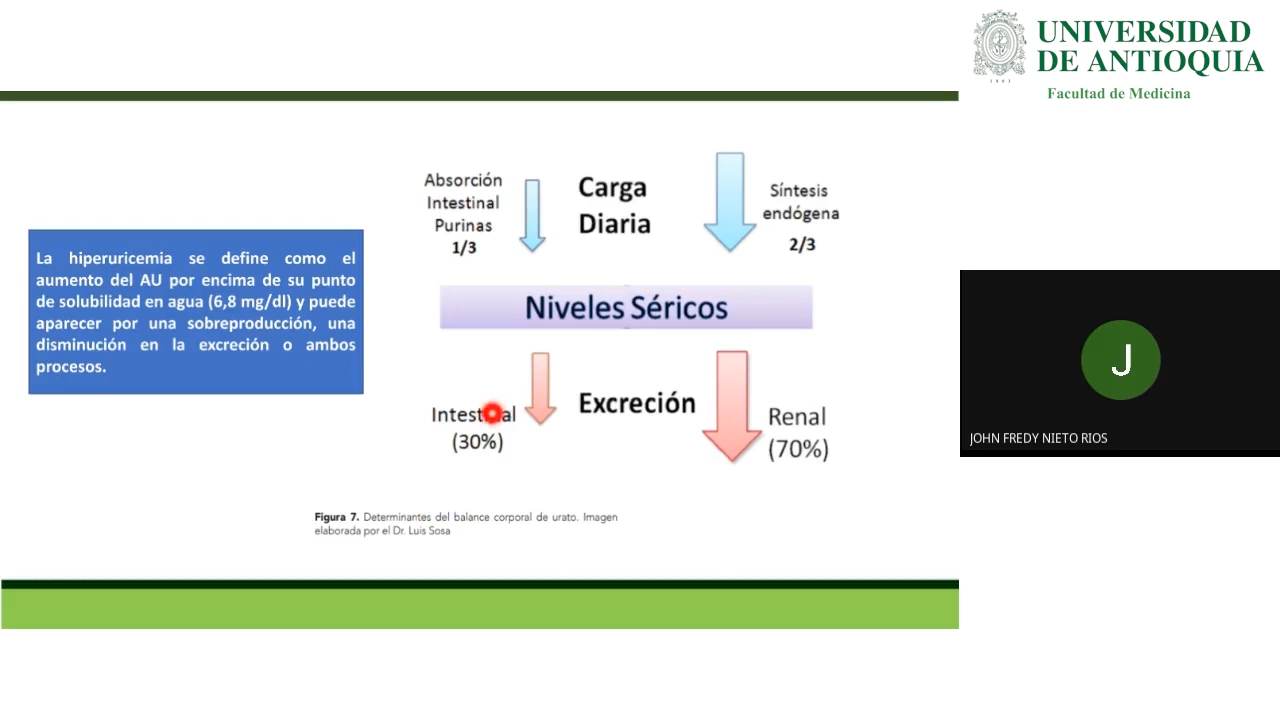 UNIVERSIDAD
DE ANTIOQUIA
1803
Facultad de Medicina
Absorción
Intestinal
Purinas
1/3
Carga
Diaria
Síntesis
endógena
2/3
La hiperuricemia se define como el
aumento del AU por encima de su punto
de solubilidad en agua (6,8 mg/dl) y puede
aparecer por una sobreproducción, una
disminución en la excreción o ambos
procesos.
Niveles Séricos
Intestinal
(30%)
Excreción
Renal
(70%)
J
JOHN FREDY NIETO RIOS
Figura 7. Determinantes del balance corporal de urato. Imagen
elaborada por el Dr. Luis Sosa